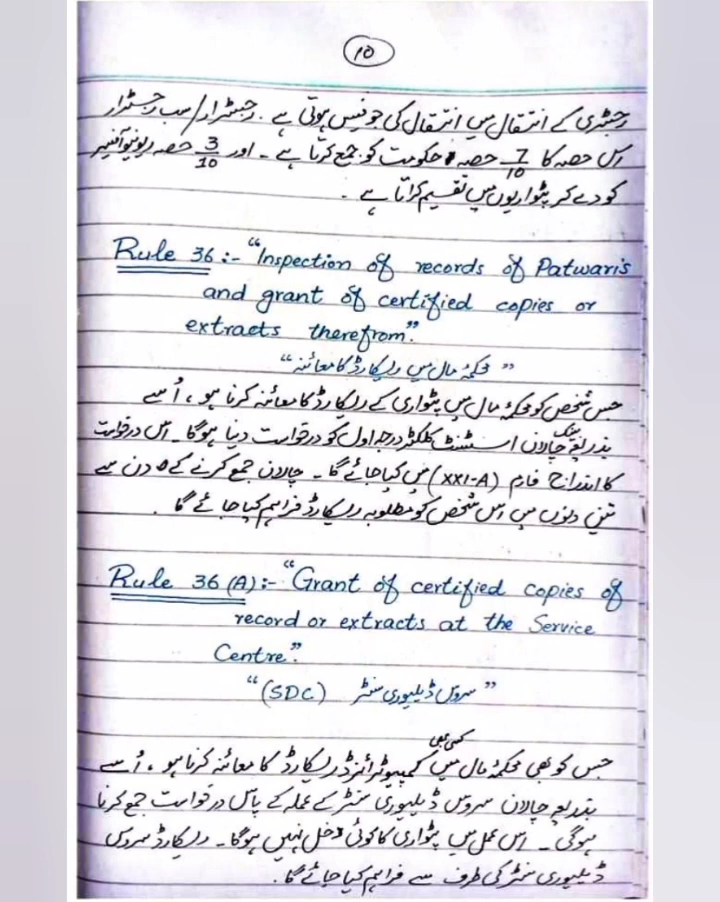 10
رجسٹری کے انتقال میں انتقال کی جو فیس ہوتی ہے ۔ رجسٹرار/سب رجسٹرار
اس حصہ کا 7/10 حصہ حکومت کو جمع کرتا ہے ۔ اور 3/10 حصہ ریونیو آفیسر
کو دے کر پٹواریوں میں تقسیم کراتا ہے ۔
Rule 36 :- "Inspection of records of Patwaris
and grant of certified copies or
extracts therefrom".
"محکمہ مال میں ریکارڈ کا معائنہ"
جس شخص کو محکمہ مال میں پٹواری کے ریکارڈ کا معائنہ کرنا ہو ، اُسے
بذریعہ بینک چالان اسسٹنٹ کلکٹر درجہ اول کو درخواست دینا ہوگا ۔ اس درخواست
کا اندراج فارم (XXI-A) میں کیا جائے گا ۔ چالان جمع کرنے کے دن سے
تین دنوں میں اس شخص کو مطلوبہ ریکارڈ فراہم کیا جائے گا ۔
Rule 36 (A) :- "Grant of certified copies of
record or extracts at the Service
Centre".
"سروس ڈیلیوری سنٹر (SDC)"
جس کو بھی محکمہ مال میں کسی بھی کمپیوٹرائزڈ ریکارڈ کا معائنہ کرنا ہو ، اُسے
بذریعہ چالان سروس ڈیلیوری سنٹر کے عملہ کے پاس درخواست جمع کرنا
ہوگی ۔ اس عمل میں پٹواری کا کوئی دخل نہیں ہوگا ۔ ریکارڈ سروس
ڈیلیوری سنٹر کی طرف سے فراہم کیا جائے گا ۔